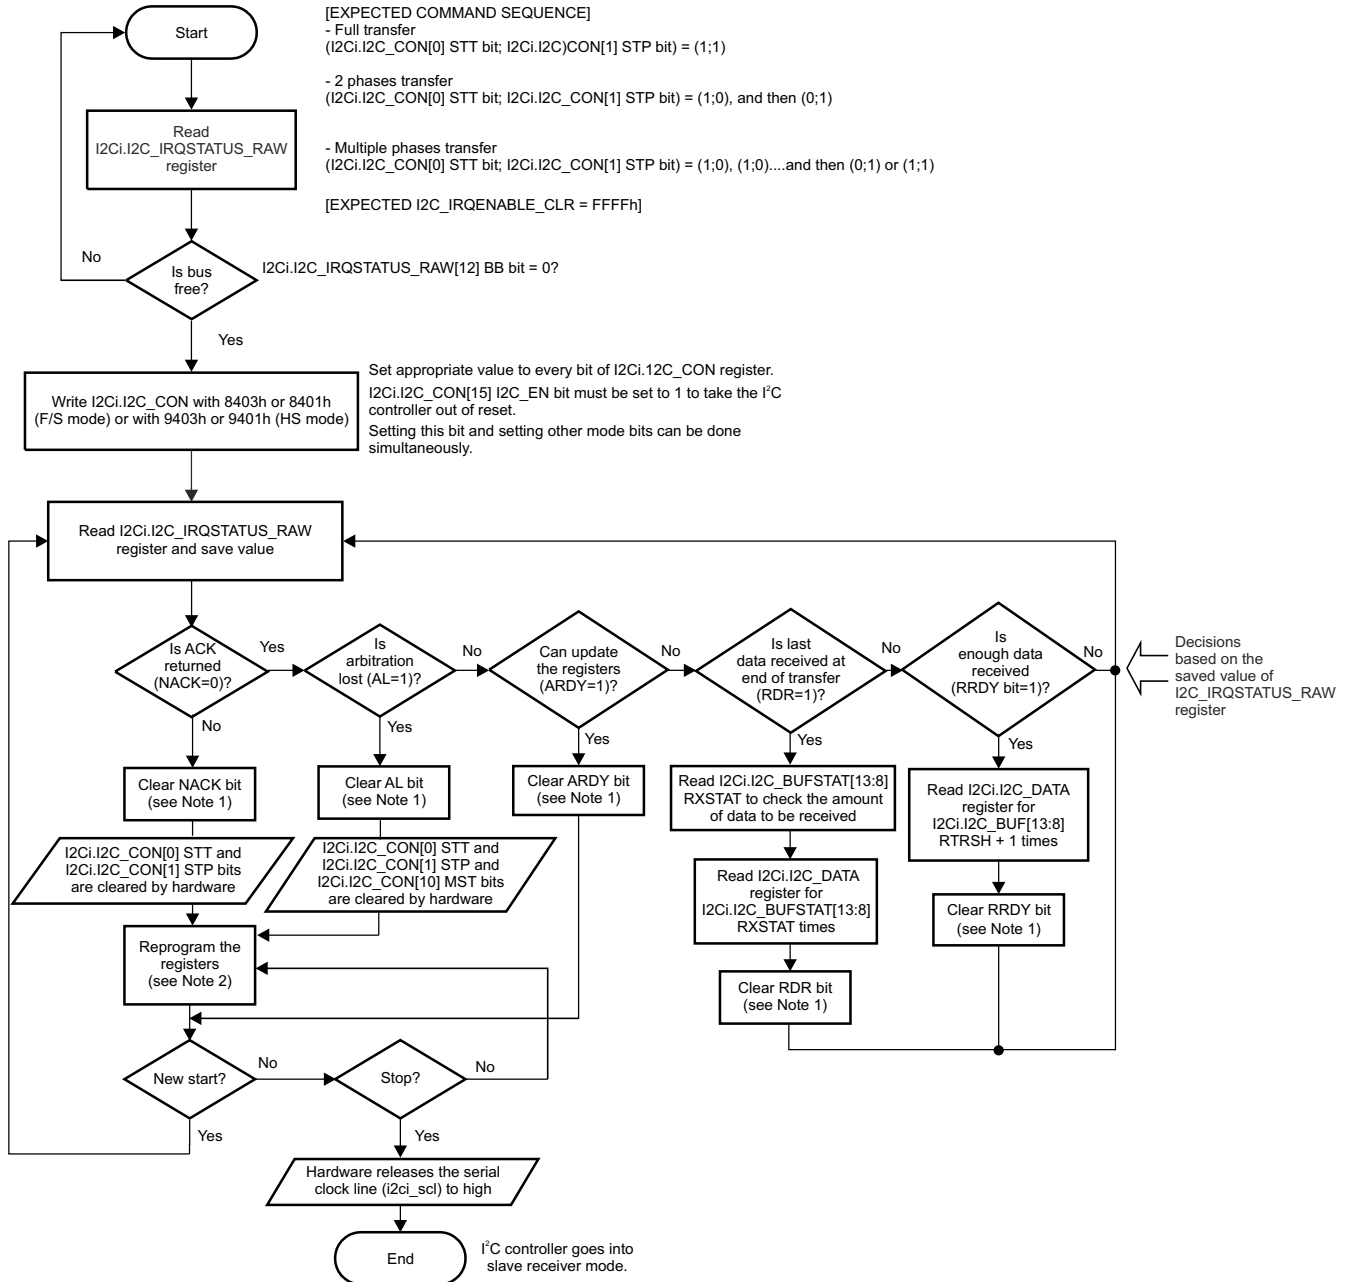 Start
[EXPECTED COMMAND SEQUENCE]
- Full transfer
(I2Ci.I2C_CON[0] STT bit; I2Ci.I2C)CON[1] STP bit) = (1;1)
- 2 phases transfer
(I2Ci.I2C_CON[0] STT bit; I2Ci.I2C_CON[1] STP bit) = (1;0), and then (0;1)
- Multiple phases transfer
(I2Ci.I2C_CON[0] STT bit; I2Ci.I2C_CON[1] STP bit) = (1;0), (1;0)....and then (0;1) or (1;1)
[EXPECTED I2C_IRQENABLE_CLR = FFFFh]
Read
I2Ci.I2C_IRQSTATUS_RAW
register
No
Is bus
free?
I2Ci.I2C_IRQSTATUS_RAW[12] BB bit = 0?
Yes
Write I2Ci.I2C_CON with 8403h or 8401h
(F/S mode) or with 9403h or 9401h (HS mode)
Set appropriate value to every bit of I2Ci.12C_CON register.
I2Ci.I2C_CON[15] I2C_EN bit must be set to 1 to take the I²C
controller out of reset.
Setting this bit and setting other mode bits can be done
simultaneously.
Read I2Ci.I2C_IRQSTATUS_RAW
register and save value
Is ACK
returned
(NACK=0)?
Yes
Is
arbitration
lost (AL=1)?
No
Can update
the registers
(ARDY=1)?
No
Is last
data received at
end of transfer
(RDR=1)?
No
Is
enough data
received
(RRDY bit=1)?
No
Decisions
based on the
saved value of
I2C_IRQSTATUS_RAW
register
No
Yes
Yes
Yes
Yes
Clear NACK bit
(see Note 1)
Clear AL bit
(see Note 1)
Clear ARDY bit
(see Note 1)
Read I2Ci.I2C_BUFSTAT[13:8]
RXSTAT to check the amount
of data to be received
Read I2Ci.I2C_DATA
register for
I2Ci.I2C_BUF[13:8]
RTRSH + 1 times
I2Ci.I2C_CON[0] STT and
I2Ci.I2C_CON[1] STP bits
are cleared by hardware
I2Ci.I2C_CON[0] STT and
I2Ci.I2C_CON[1] STP and
I2Ci.I2C_CON[10] MST bits
are cleared by hardware
Read I2Ci.I2C_DATA
register for
I2Ci.I2C_BUFSTAT[13:8]
RXSTAT times
Clear RRDY bit
(see Note 1)
Reprogram the
registers
(see Note 2)
Clear RDR bit
(see Note 1)
New start?
No
Stop?
No
Yes
Yes
Hardware releases the serial
clock line (i2ci_scl) to high
End
I²C controller goes into
slave receiver mode.